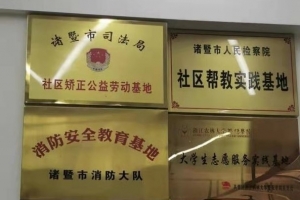 诸暨市司法局
社区矫正公益劳动基地
诸暨市人民检察院
社区帮教实践基地
消防安全教育基地
诸暨市消防大队
大学生志愿服务实践基地